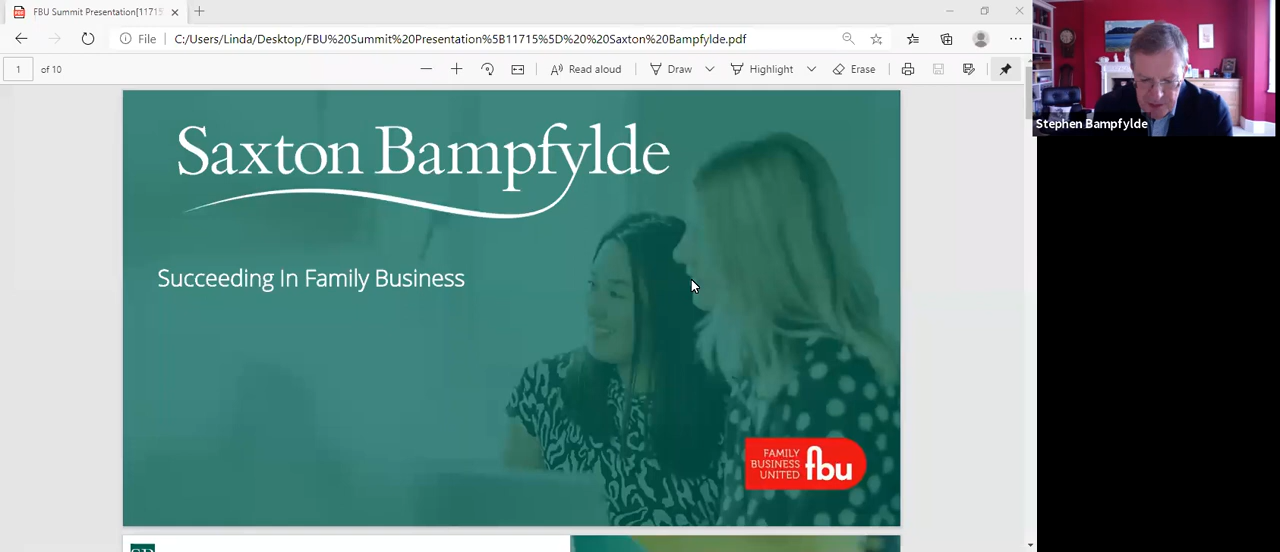 FBU Summit Presentation[11715
File
C:/Users/Linda/Desktop/FBU%20Summit%20Presentation%5B11715%5D%20%20Saxton%20Bampfylde.pdf
1 of 10
Read aloud
Draw
Highlight
Erase
Stephen Bampfylde
Saxton Bampfylde
Succeeding In Family Business
FAMILY
BUSINESS
UNITED
fbu